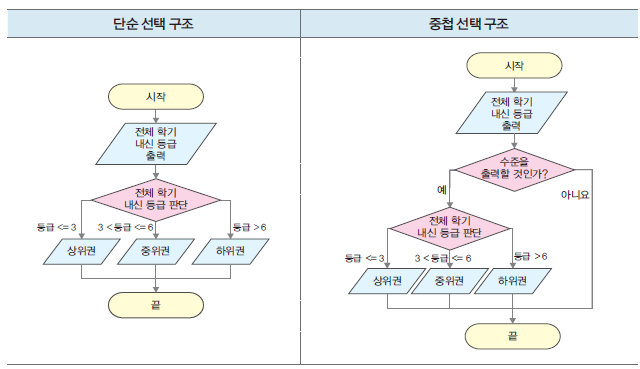 단순 선택 구조
중첩 선택 구조
시작
전체 학기
내신 등급
출력
전체 학기
내신 등급 판단
등급 <=3
3 <등급 <= 6
등급 >6
상위권
중위권
하위권
끝
시작
전체 학기
내신 등급
출력
수준을
출력할 것인가?
예
아니요
전체 학기
내신 등급 판단
등급 <= 3
3 <등급 <= 6
등급 >6
상위권
중위권
하위권
끝